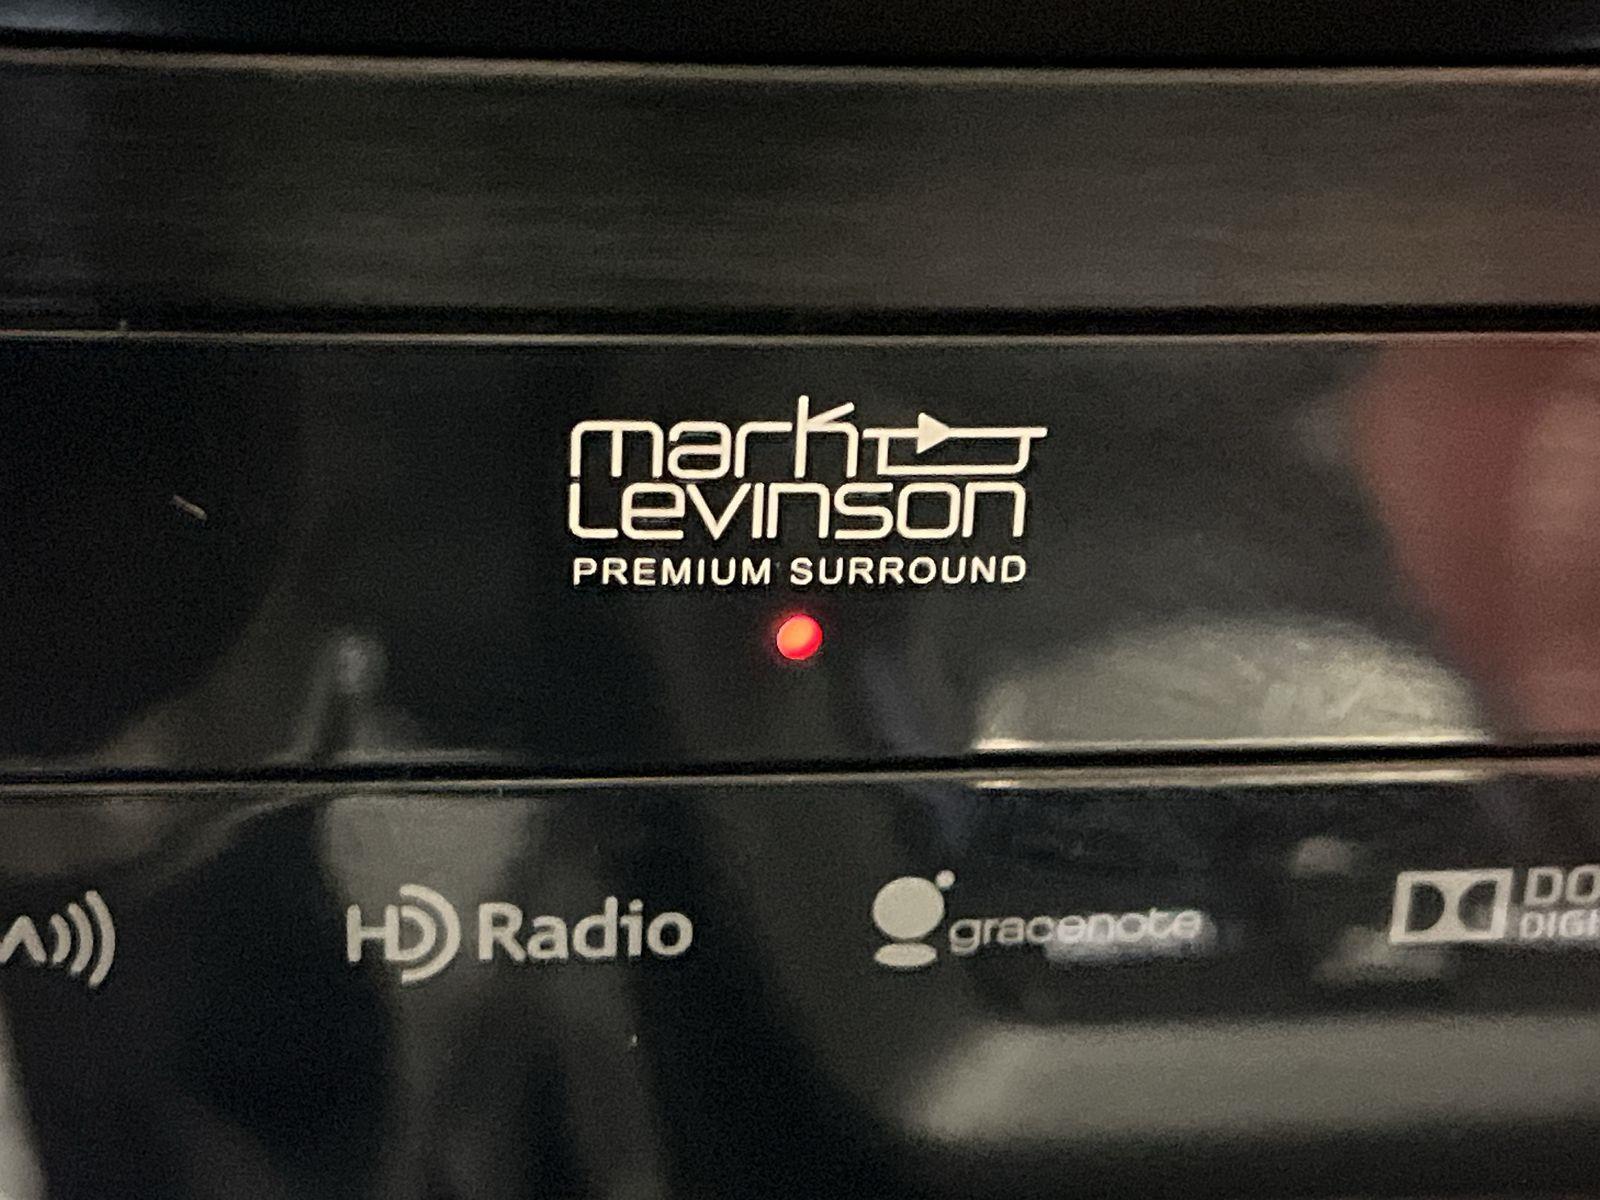 mark
Levinson
PREMIUM SURROUND
HD Radio
gracenote